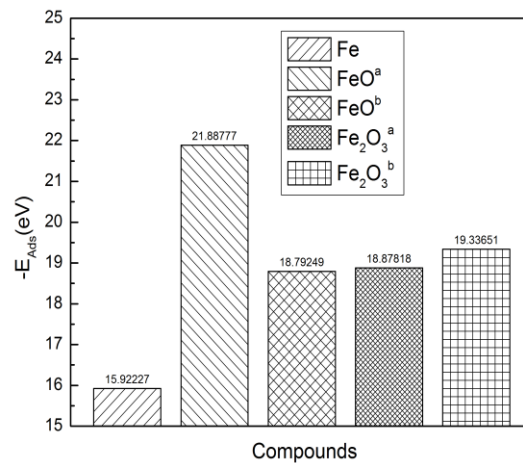 25
24
23
22
21
20
19
18
17
16
15
-E_Ads(eV)
Fe
FeO^a
FeO^b
Fe₂O₃^a
Fe₂O₃^b
15.92227
21.88777
18.79249
18.87818
19.33651
Compounds